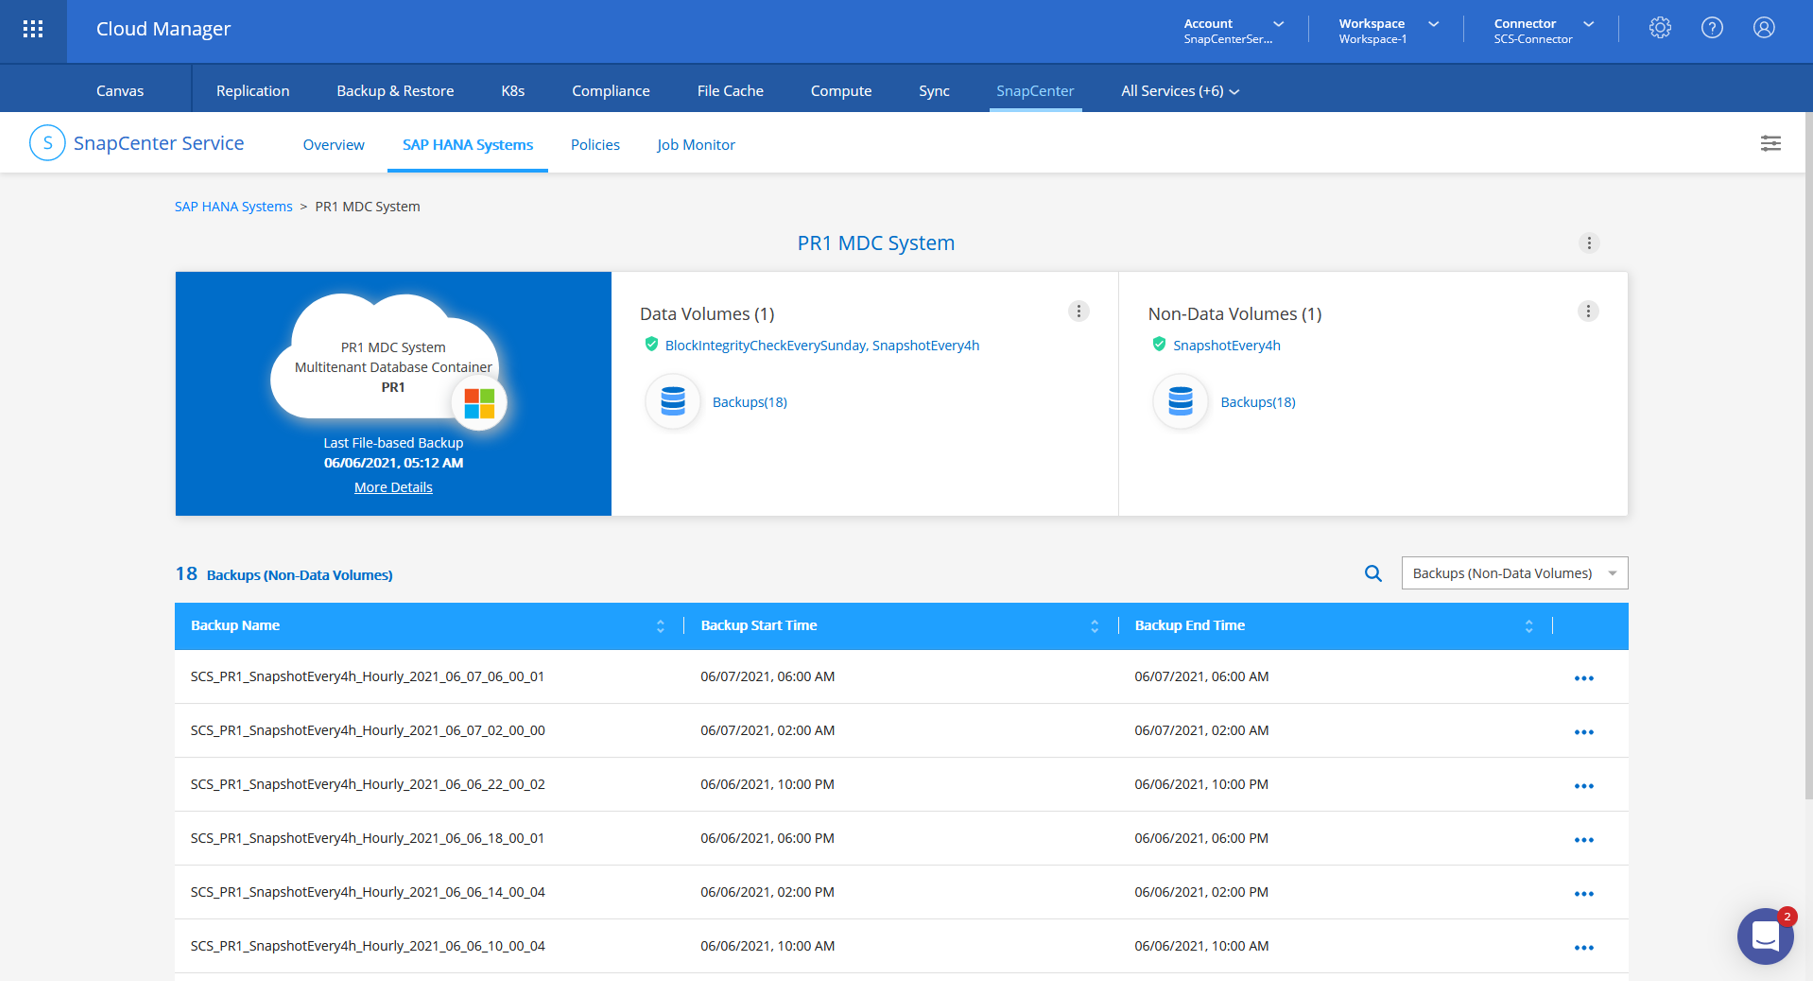 Cloud Manager
Account
SnapCenterSer...
Workspace
Workspace-1
Connector
SCS-Connector
?
Canvas
Replication
Backup & Restore
K8s
Compliance
File Cache
Compute
Sync
SnapCenter
All Services (+6)
S
SnapCenter Service
Overview
SAP HANA Systems
Policies
Job Monitor
SAP HANA Systems > PR1 MDC System
PR1 MDC System
PR1 MDC System
Multitenant Database Container
PR1
Last File-based Backup
06/06/2021, 05:12 AM
More Details
Data Volumes (1)
BlockIntegrityCheckEverySunday, SnapshotEvery4h
Backups(18)
Non-Data Volumes (1)
SnapshotEvery4h
Backups(18)
18 Backups (Non-Data Volumes)
Backups (Non-Data Volumes)
Backup Name
Backup Start Time
Backup End Time
SCS_PR1_SnapshotEvery4h_Hourly_2021_06_07_06_00_01
06/07/2021, 06:00 AM
06/07/2021, 06:00 AM
SCS_PR1_SnapshotEvery4h_Hourly_2021_06_07_02_00_00
06/07/2021, 02:00 AM
06/07/2021, 02:00 AM
SCS_PR1_SnapshotEvery4h_Hourly_2021_06_06_22_00_02
06/06/2021, 10:00 PM
06/06/2021, 10:00 PM
SCS_PR1_SnapshotEvery4h_Hourly_2021_06_06_18_00_01
06/06/2021, 06:00 PM
06/06/2021, 06:00 PM
SCS_PR1_SnapshotEvery4h_Hourly_2021_06_06_14_00_04
06/06/2021, 02:00 PM
06/06/2021, 02:00 PM
SCS_PR1_SnapshotEvery4h_Hourly_2021_06_06_10_00_04
06/06/2021, 10:00 AM
06/06/2021, 10:00 AM
2